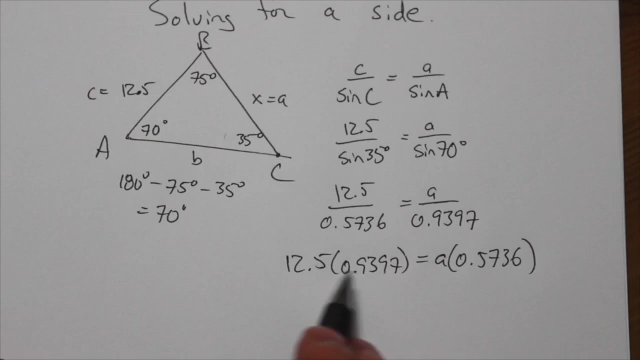 Solving for a side.
B
75°
c = 12.5
x = a
A
70°
35°
b
C
180° - 75° - 35°
= 70°
c/sin C = a/sin A
12.5/sin 35° = a/sin 70°
12.5/0.5736 = a/0.9397
12.5(0.9397) = a(0.5736)